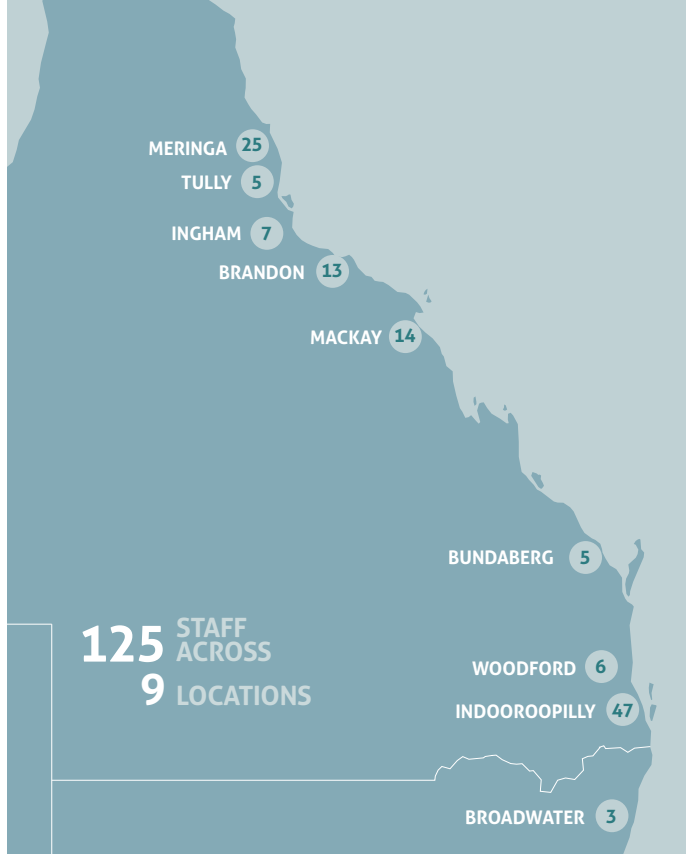 MERINGA 25
TULLY 5
INGHAM 7
BRANDON 13
MACKAY 14
BUNDABERG 5
125 STAFF
ACROSS
9 LOCATIONS
WOODFORD 6
INDOOROOPILLY 47
BROADWATER 3